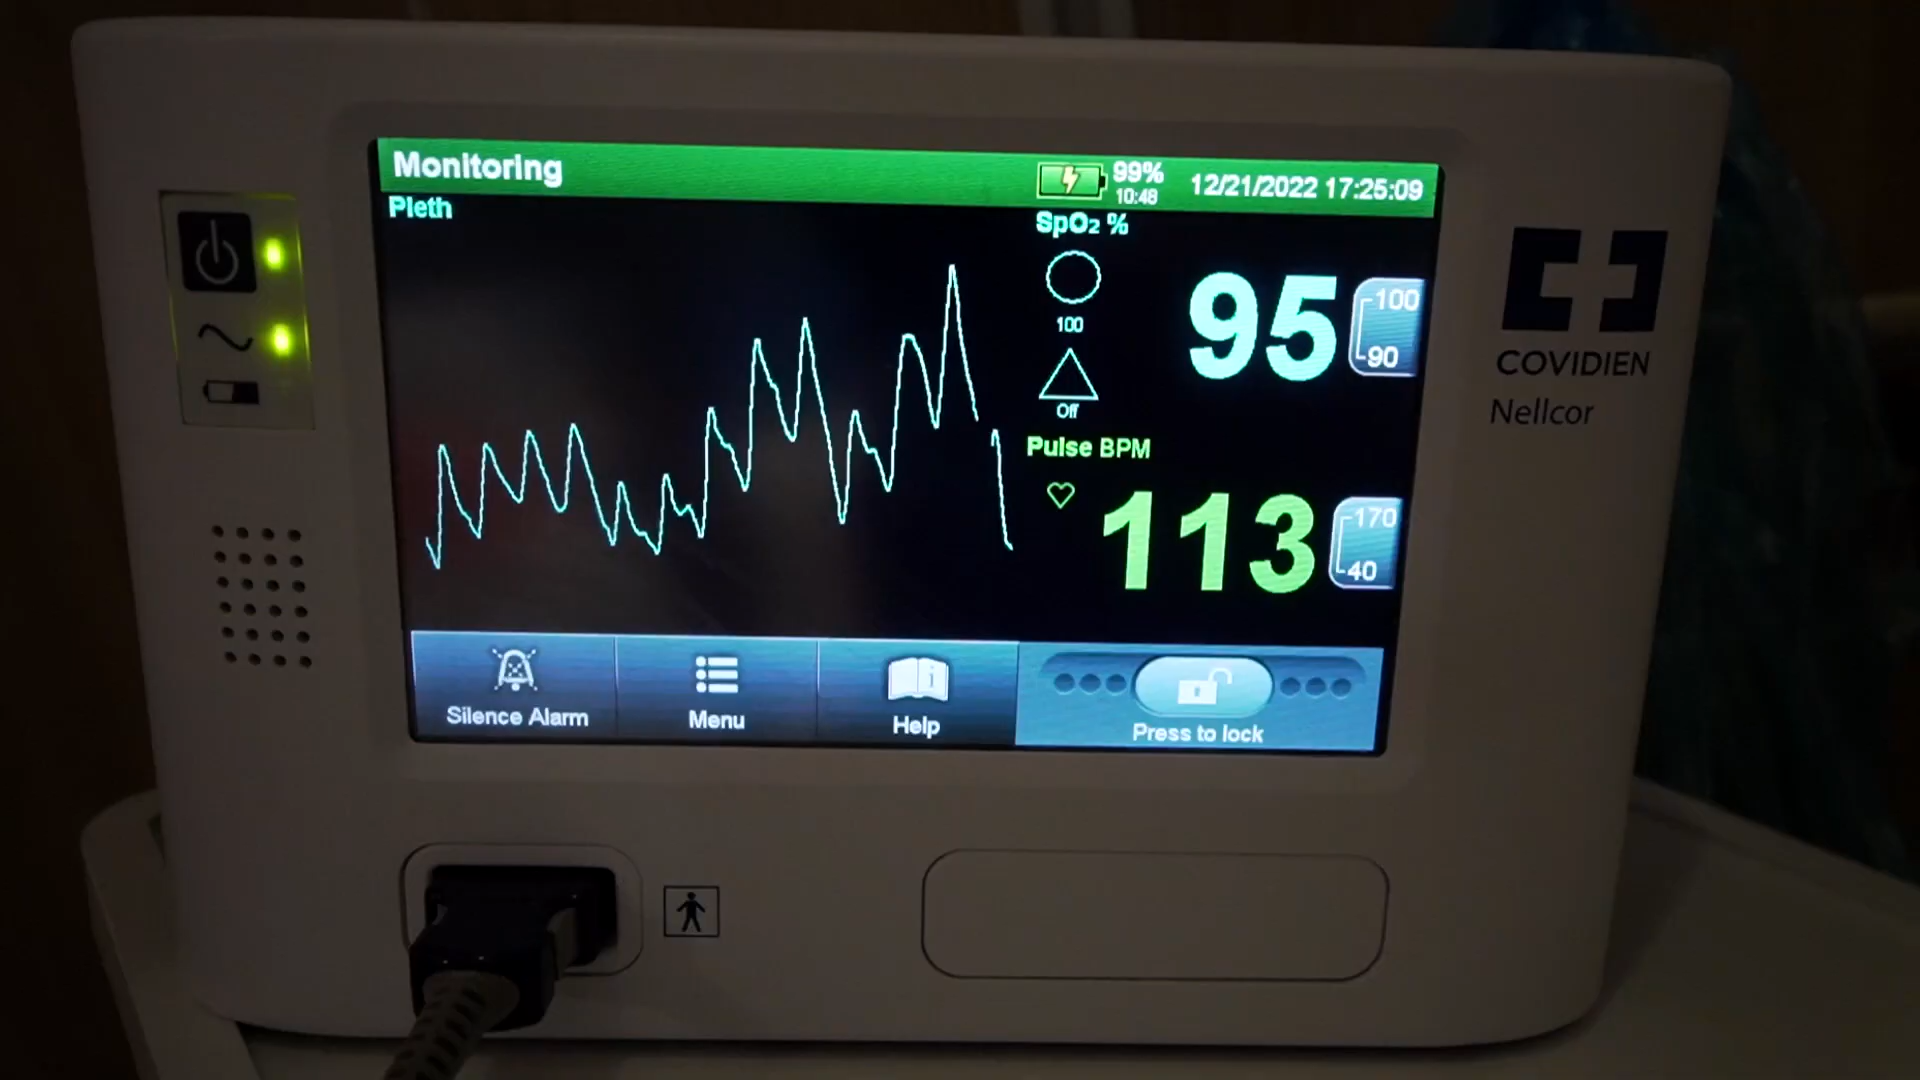 Monitoring
99%
10:48
12/21/2022 17:25:09
Pleth
SpO2 %
100
Off
95
100
90
Pulse BPM
113
170
40
Silence Alarm
Menu
Help
Press to lock
COVIDIEN
Nellcor